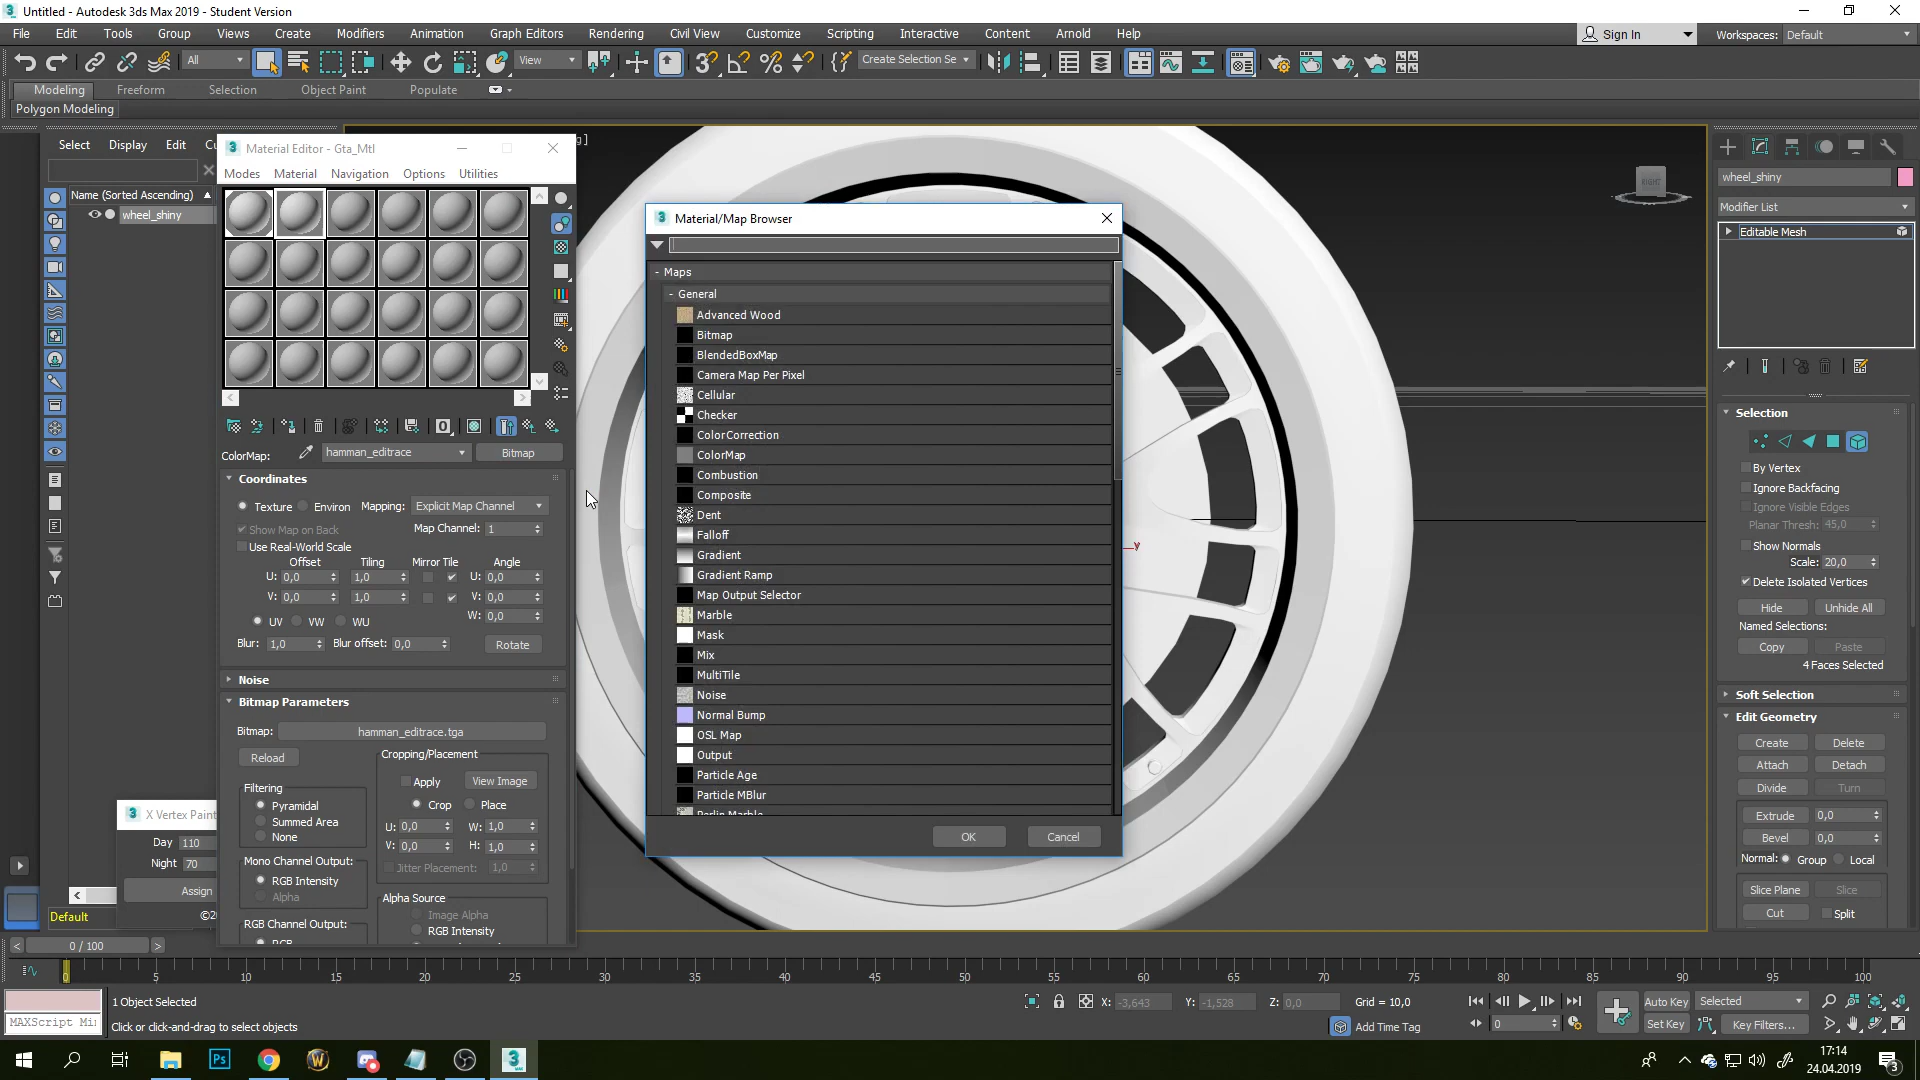 Untitled - Autodesk 3ds Max 2019 - Student Version
File Edit Tools Group Views Create Modifiers Animation Graph Editors Rendering Civil View Customize Scripting Interactive Content Arnold Help
Sign In
Workspaces: Default
All
View
Create Selection Se
Modeling Freeform Selection Object Paint Populate
Polygon Modeling
Select Display Edit
Name (Sorted Ascending)
wheel_shiny
Material Editor - Gta_Mtl
Modes Material Navigation Options Utilities
ColorMap: hamman_editrace Bitmap
Coordinates
Texture Environ Mapping: Explicit Map Channel
Show Map on Back Map Channel: 1
Use Real-World Scale
Offset Tiling Mirror Tile Angle
U: 0,0 1,0 U: 0,0
V: 0,0 1,0 V: 0,0
W: 0,0
UV VW WU
Blur: 1,0 Blur offset: 0,0 Rotate
Noise
Bitmap Parameters
Bitmap: hamman_editrace.tga
Reload
Cropping/Placement
Apply View Image
Crop Place
U: 0,0 W: 1,0
V: 0,0 H: 1,0
Jitter Placement: 1,0
Filtering
Pyramidal
Summed Area
None
Mono Channel Output:
RGB Intensity
Alpha
RGB Channel Output:
RGB
Alpha Source
Image Alpha
RGB Intensity
X Vertex Paint
Day 110
Night 70
Assign
Default
Material/Map Browser
- Maps
- General
Advanced Wood
Bitmap
BlendedBoxMap
Camera Map Per Pixel
Cellular
Checker
ColorCorrection
ColorMap
Combustion
Composite
Dent
Falloff
Gradient
Gradient Ramp
Map Output Selector
Marble
Mask
Mix
MultiTile
Noise
Normal Bump
OSL Map
Output
Particle Age
Particle MBlur
Perlin Marble
OK Cancel
y
RIGHT
wheel_shiny
Modifier List
Editable Mesh
Selection
By Vertex
Ignore Backfacing
Ignore Visible Edges
Planar Thresh: 45,0
Show Normals
Scale: 20,0
Delete Isolated Vertices
Hide Unhide All
Named Selections:
Copy Paste
4 Faces Selected
Soft Selection
Edit Geometry
Create Delete
Attach Detach
Divide Turn
Extrude 0,0
Bevel 0,0
Normal: Group Local
Slice Plane Slice
Cut Split
0 / 100
0 5 10 15 20 25 30 35 40 45 50 55 60 65 70 75 80 85 90 95 100
MAXScript Mi
1 Object Selected
Click or click-and-drag to select objects
X: -3,643 Y: -1,528 Z: 0,0 Grid = 10,0
Add Time Tag
0
Auto Key Selected
Set Key Key Filters...
Ps
17:14
24.04.2019
3